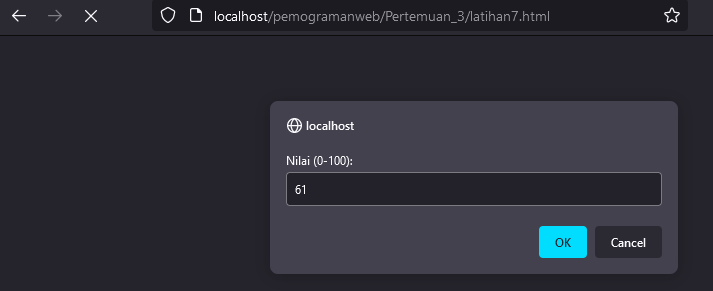 localhost/pemogramanweb/Pertemuan_3/latihan7.html
localhost
Nilai (0-100):
61
OK
Cancel